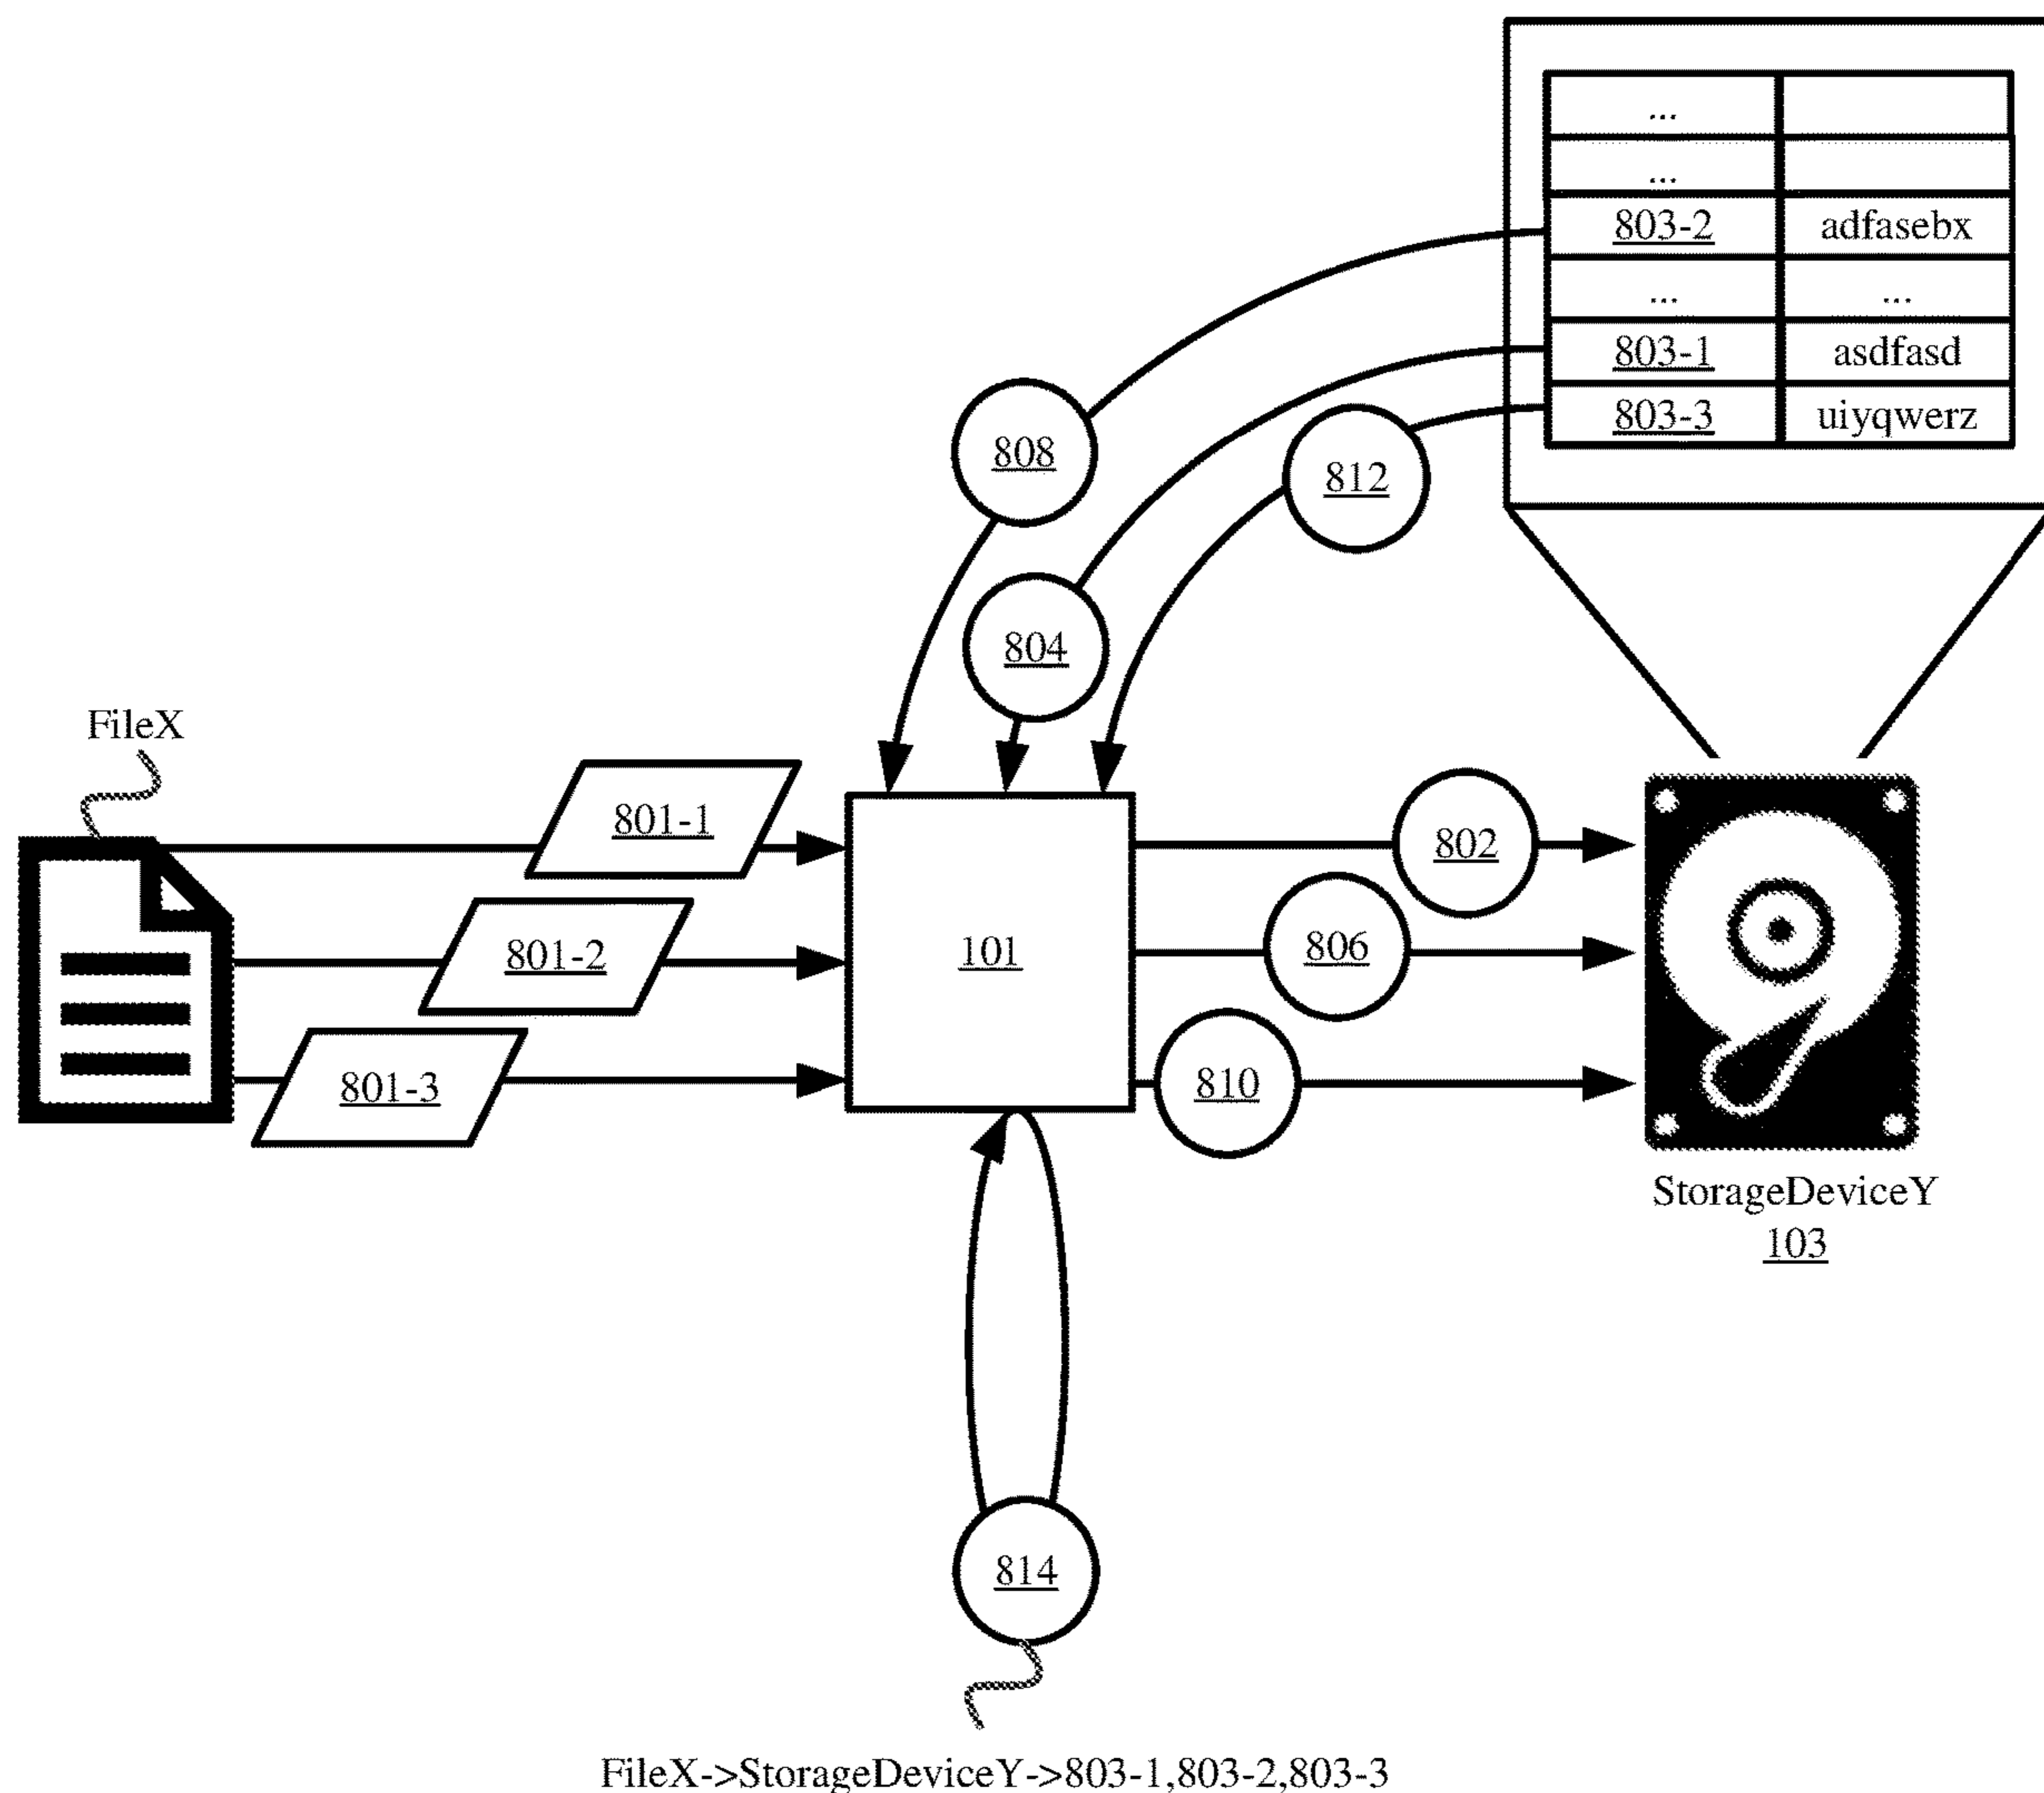 ...
...
803-2 adfasebx
... ...
803-1 asdfasd
803-3 uiyqwerz
808
812
804
FileX
801-1
802
801-2
101
806
801-3
810
StorageDeviceY
103
814
FileX->StorageDeviceY->803-1,803-2,803-3